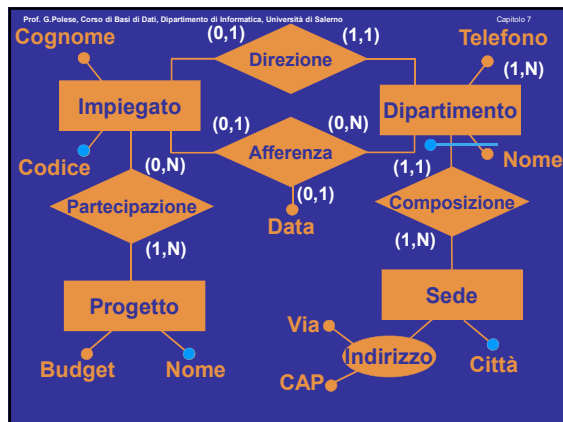 Prof. G.Polese, Corso di Basi di Dati, Dipartimento di Informatica, Università di Salerno Capitolo 7
Cognome (0,1) (1,1) Telefono
Direzione
(1,N)
Impiegato Dipartimento
(0,1) (0,N)
Afferenza
Codice (0,N) (1,1) Nome
(0,1)
Partecipazione Composizione
Data
(1,N) (1,N)
Progetto Sede
Via
Indirizzo
Budget Nome Città
CAP